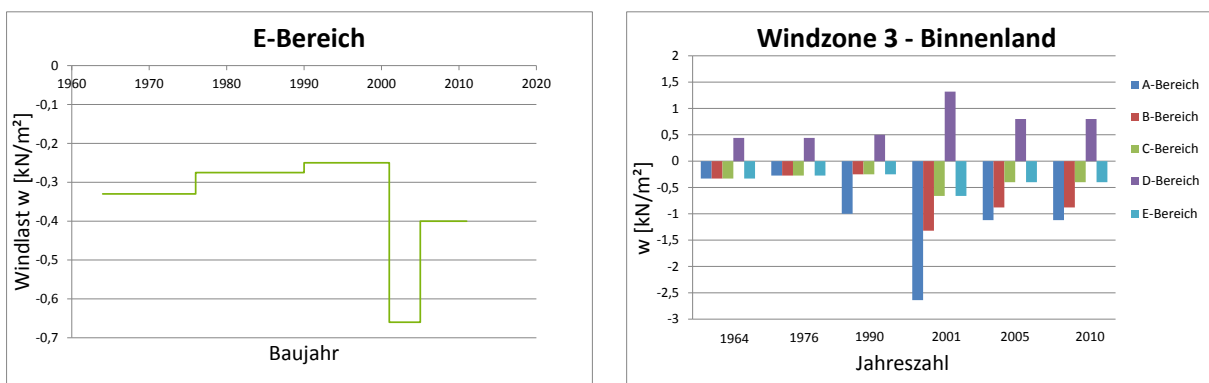 E-Bereich
0
1960 1970 1980 1990 2000 2010 2020
-0,1
-0,2
-0,3
-0,4
-0,5
-0,6
-0,7
Windlast w [kN/m²]
Baujahr
Windzone 3 - Binnenland
2
1,5
1
0,5
0
-0,5
-1
-1,5
-2
-2,5
-3
w [kN/m²]
1964 1976 1990 2001 2005 2010
Jahreszahl
A-Bereich
B-Bereich
C-Bereich
D-Bereich
E-Bereich